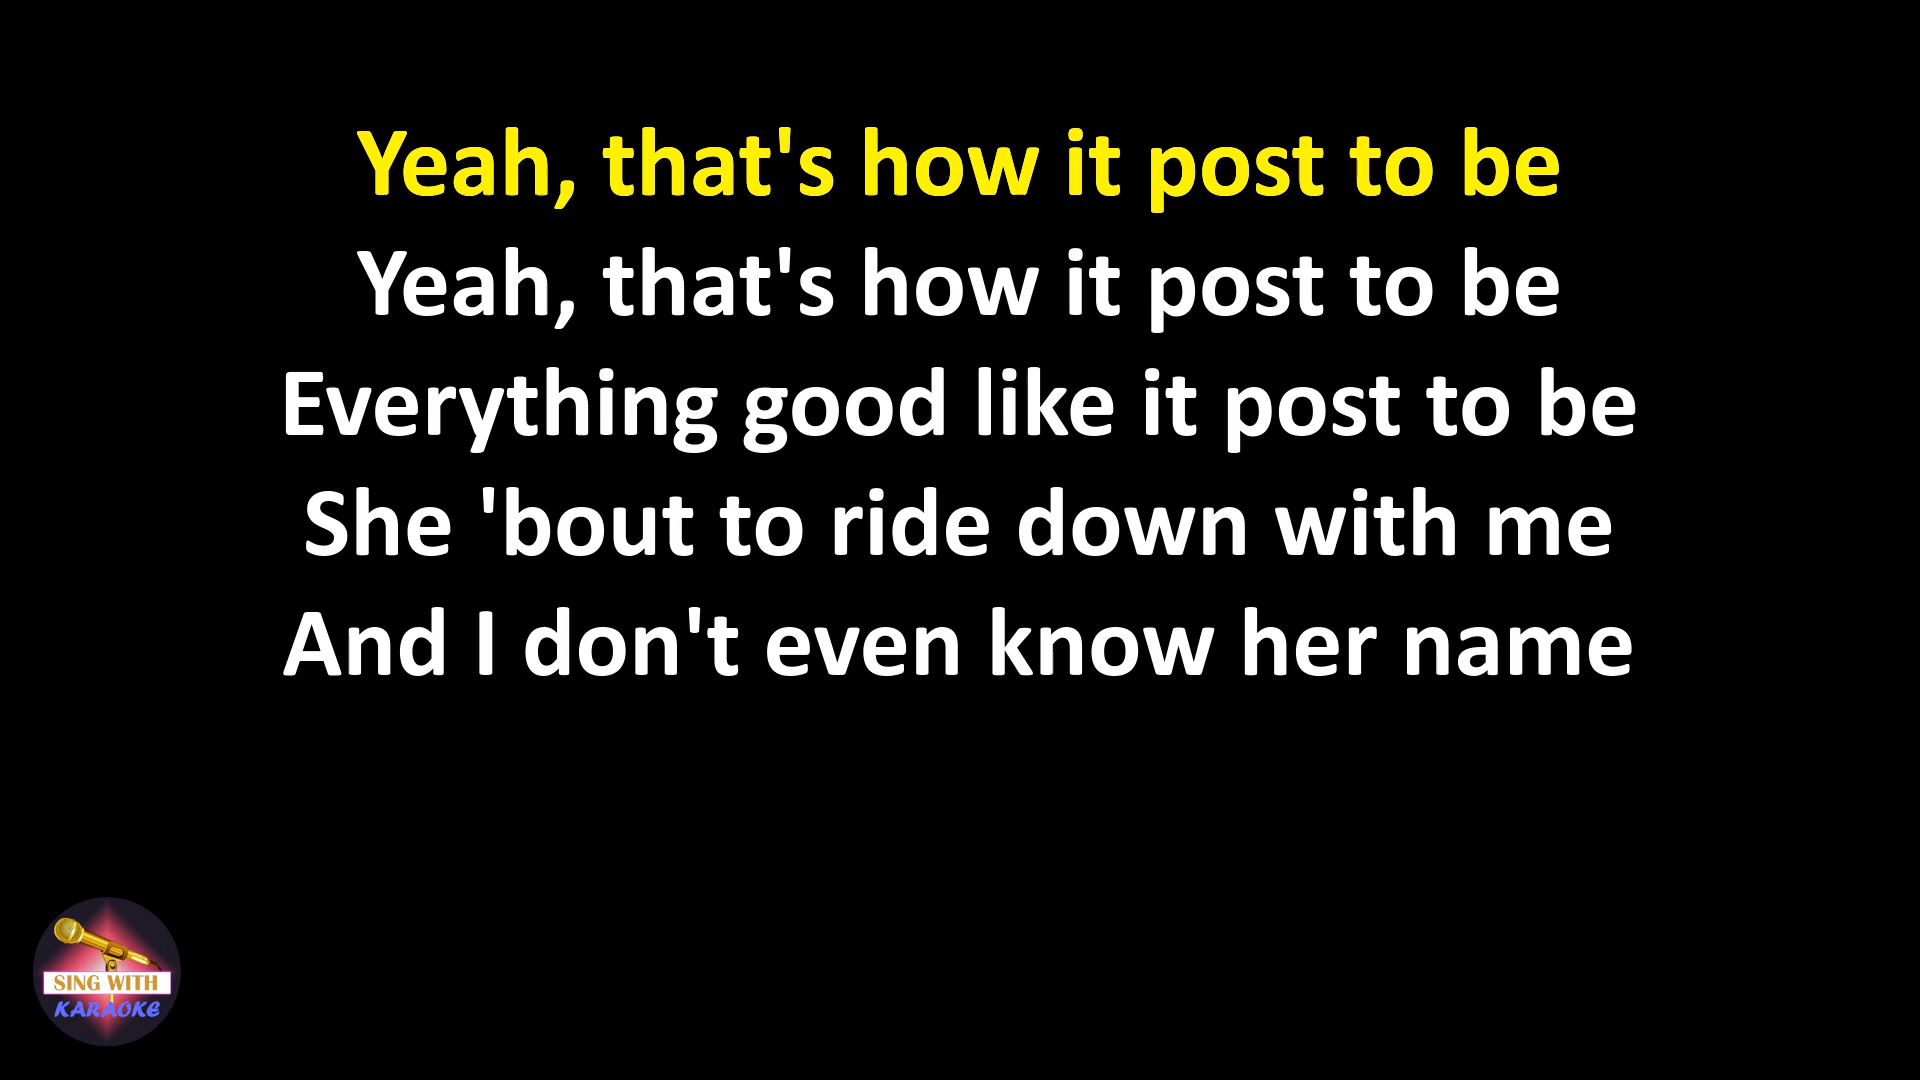 Yeah, that's how it post to be
Yeah, that's how it post to be
Everything good like it post to be
She 'bout to ride down with me
And I don't even know her name
SING WITH
KARAOKE